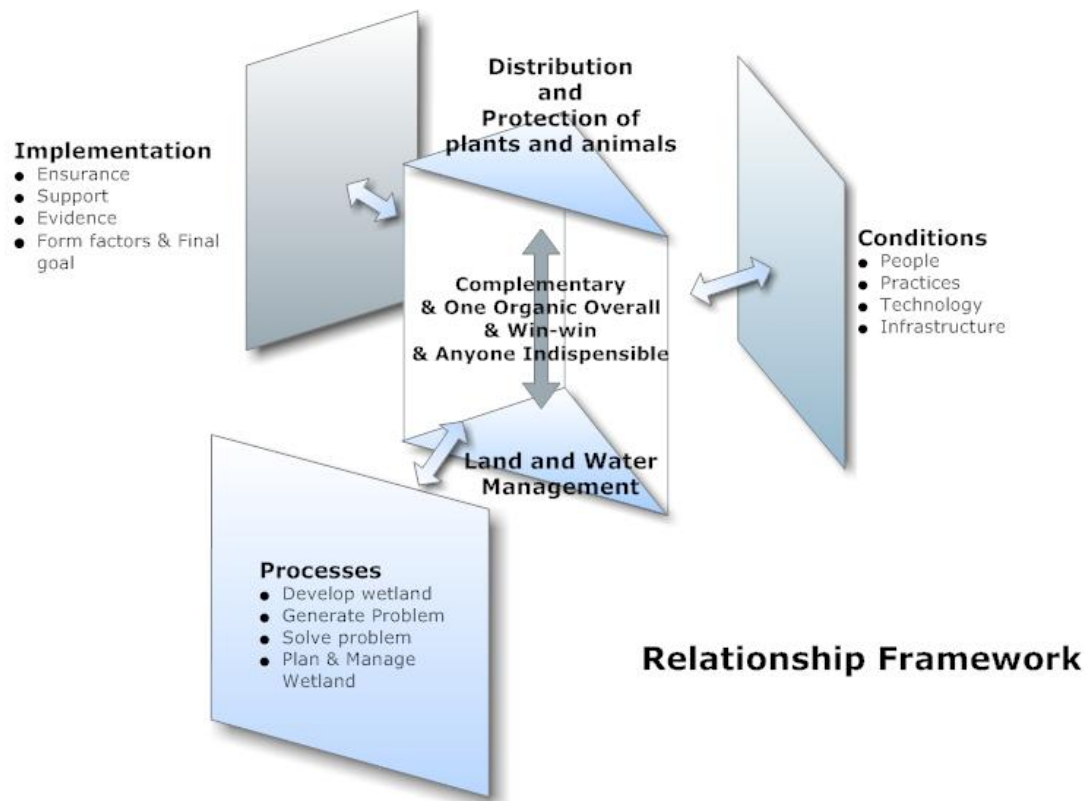 Distribution
and
Protection of
plants and animals
Implementation
● Ensurance
● Support
● Evidence
● Form factors & Final
goal
Conditions
● People
● Practices
● Technology
● Infrastructure
Complementary
& One Organic Overall
& Win-win
& Anyone Indispensible
Land and Water
Management
Processes
● Develop wetland
● Generate Problem
● Solve problem
● Plan & Manage
Wetland
Relationship Framework